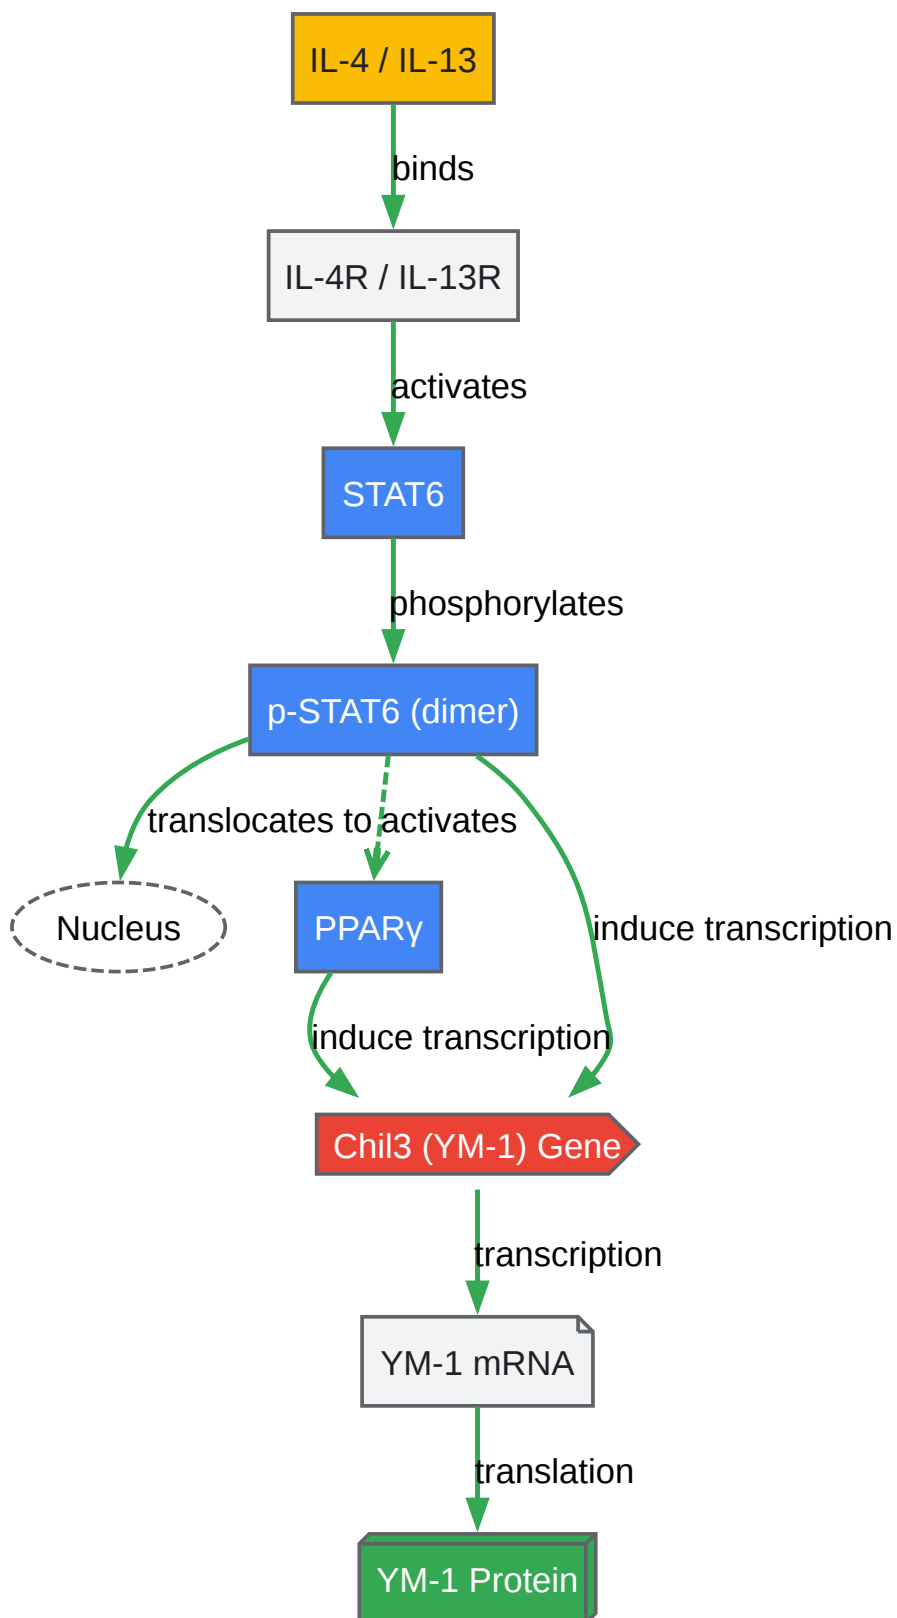 IL-4 / IL-13
binds
IL-4R / IL-13R
activates
STAT6
phosphorylates
p-STAT6 (dimer)
translocates to
activates
Nucleus
PPARγ
induce transcription
induce transcription
Chil3 (YM-1) Gene
transcription
YM-1 mRNA
translation
YM-1 Protein